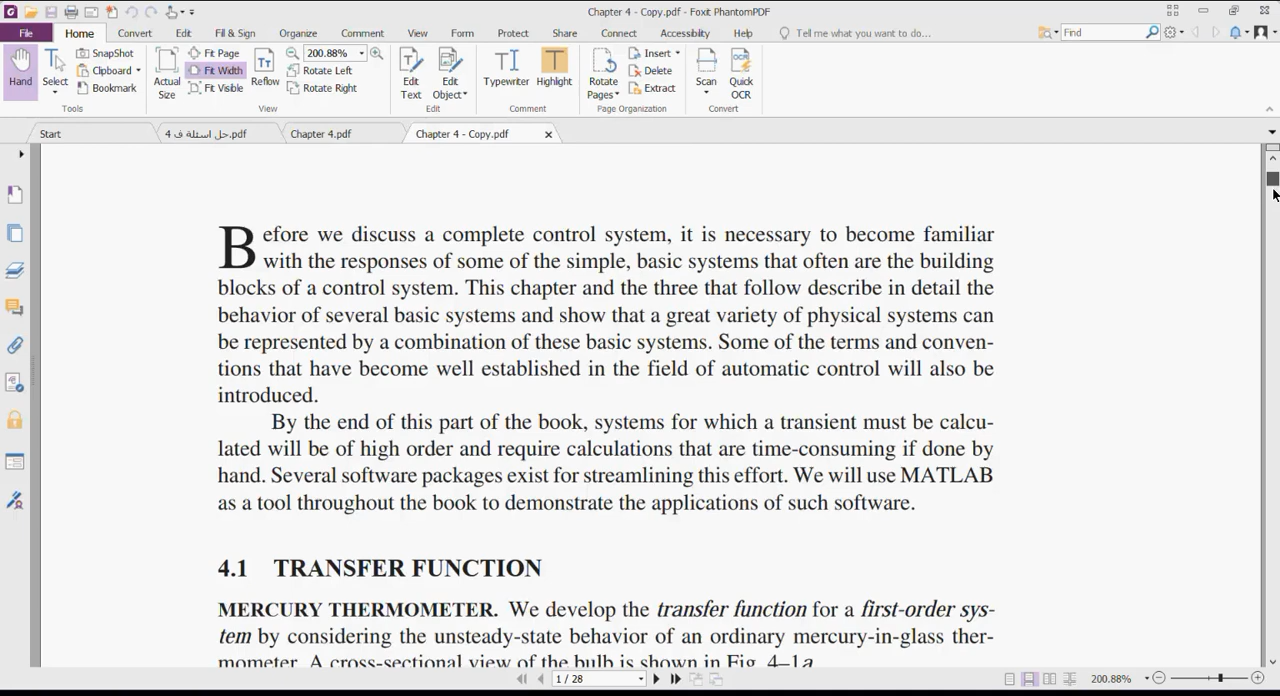 Chapter 4 - Copy.pdf - Foxit PhantomPDF
File Home Convert Edit Fill & Sign Organize Comment View Form Protect Share Connect Accessibility Help Tell me what you want to do... Find
Hand Select SnapShot Clipboard Bookmark
Tools
Actual Size Fit Page Fit Width Fit Visible Reflow 200.88% Rotate Left Rotate Right
View
Edit Text Edit Object
Edit
Typewriter Highlight
Comment
Rotate Pages Insert Delete Extract
Page Organization
Scan Quick OCR
Convert
Start حل اسئلة ف 4.pdf Chapter 4.pdf Chapter 4 - Copy.pdf
Before we discuss a complete control system, it is necessary to become familiar
with the responses of some of the simple, basic systems that often are the building
blocks of a control system. This chapter and the three that follow describe in detail the
behavior of several basic systems and show that a great variety of physical systems can
be represented by a combination of these basic systems. Some of the terms and conven-
tions that have become well established in the field of automatic control will also be
introduced.
By the end of this part of the book, systems for which a transient must be calcu-
lated will be of high order and require calculations that are time-consuming if done by
hand. Several software packages exist for streamlining this effort. We will use MATLAB
as a tool throughout the book to demonstrate the applications of such software.
4.1 TRANSFER FUNCTION
MERCURY THERMOMETER. We develop the transfer function for a first-order sys-
tem by considering the unsteady-state behavior of an ordinary mercury-in-glass ther-
mometer. A cross-sectional view of the bulb is shown in Fig. 4–1a
1 / 28
200.88%